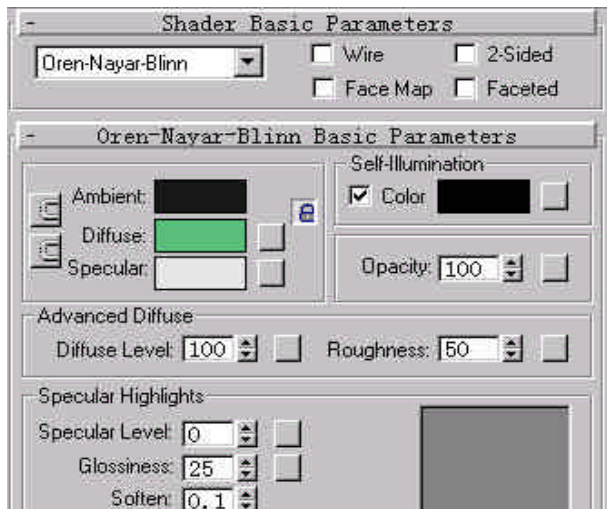 - Shader Basic Parameters
Oren-Nayar-Blinn Wire 2-Sided
Face Map Faceted
- Oren-Nayar-Blinn Basic Parameters
Self-Illumination
Ambient: Color
Diffuse:
Specular: Opacity: 100
Advanced Diffuse
Diffuse Level: 100 Roughness: 50
Specular Highlights
Specular Level: 0
Glossiness: 25
Soften: 0.1